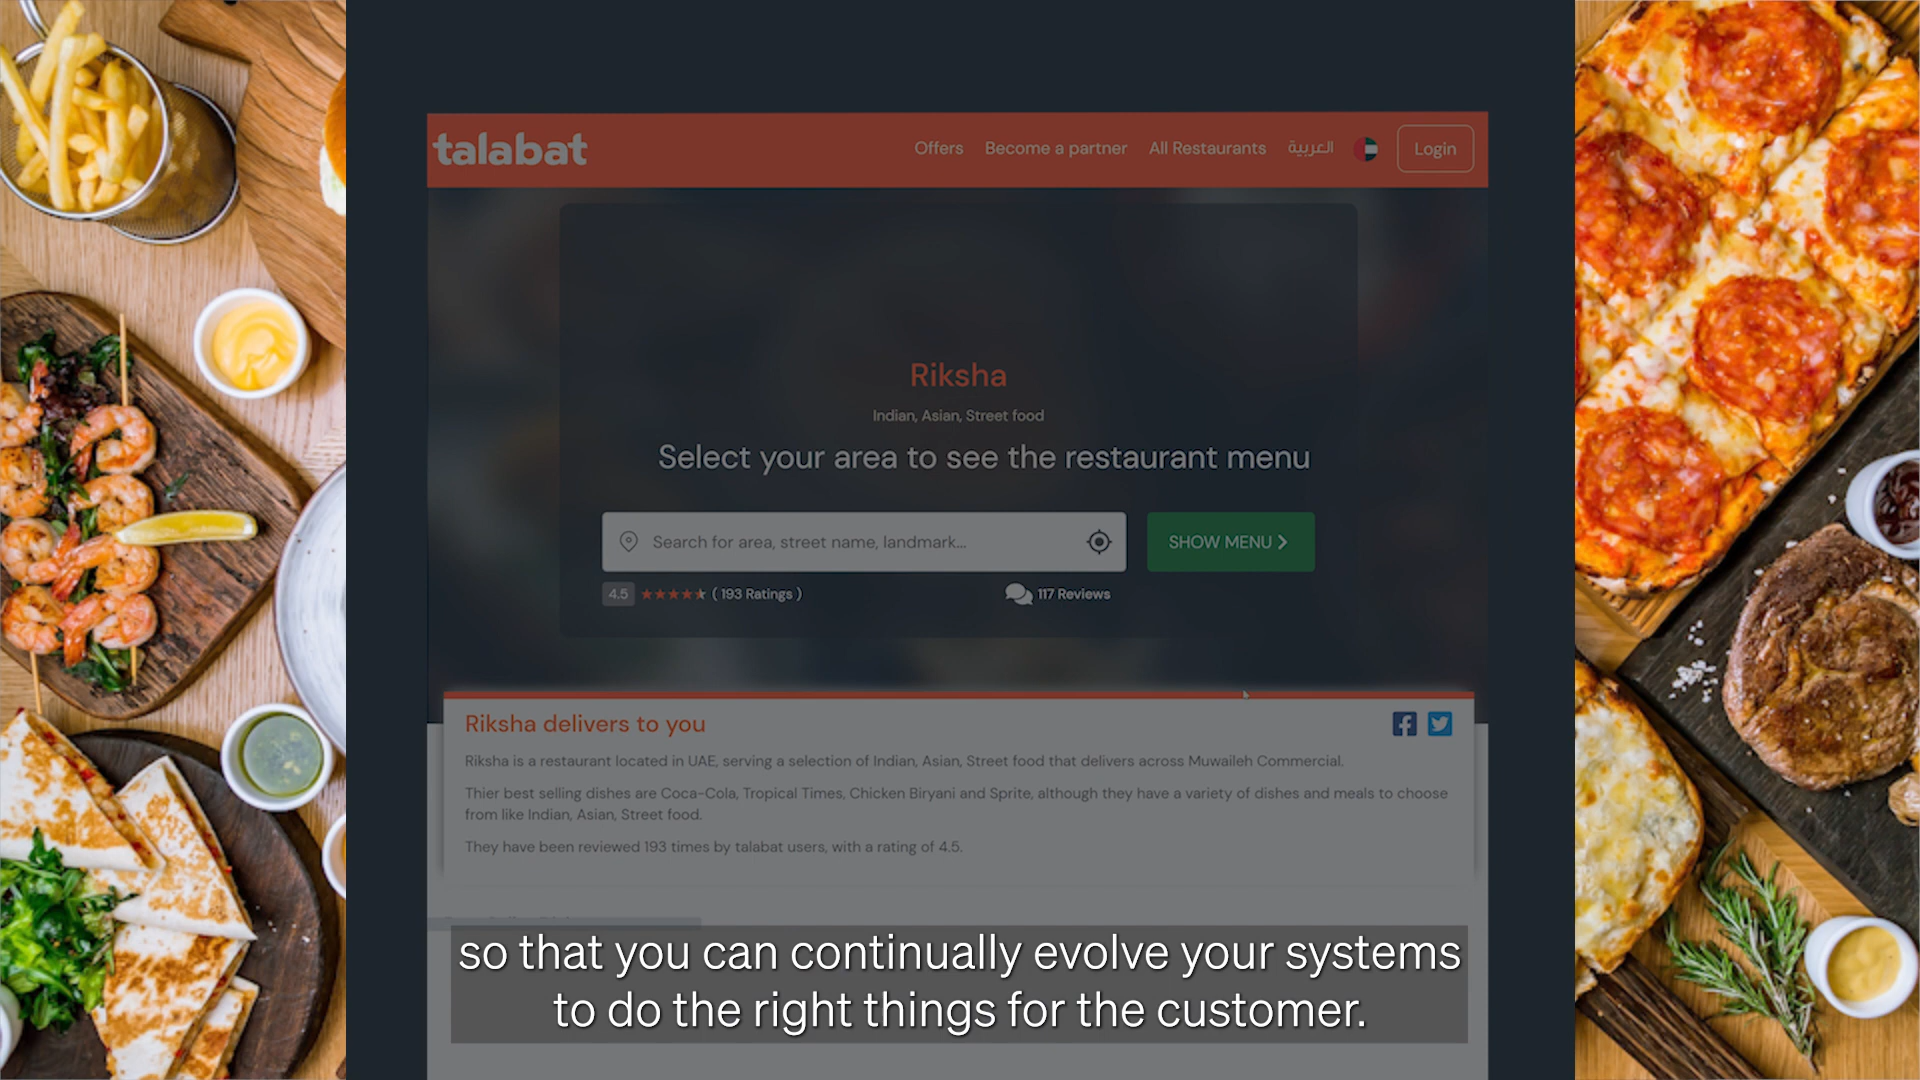 talabat
Offers
Become a partner
All Restaurants
العربية
Login
Riksha
Indian, Asian, Street food
Select your area to see the restaurant menu
Search for area, street name, landmark...
SHOW MENU
4.5
( 193 Ratings )
117 Reviews
Riksha delivers to you
Riksha is a restaurant located in UAE, serving a selection of Indian, Asian, Street food that delivers across Muwaileh Commercial.
Thier best selling dishes are Coca-Cola, Tropical Times, Chicken Biryani and Sprite, although they have a variety of dishes and meals to choose
from like Indian, Asian, Street food.
They have been reviewed 193 times by talabat users, with a rating of 4.5.
so that you can continually evolve your systems
to do the right things for the customer.